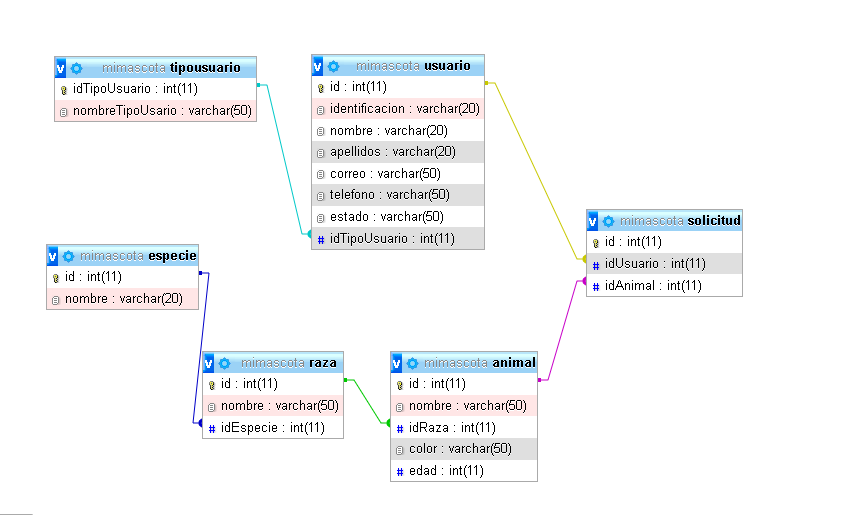 mimascota tipousuario
idTipoUsuario : int(11)
nombreTipoUsario : varchar(50)
mimascota usuario
id : int(11)
identificacion : varchar(20)
nombre : varchar(20)
apellidos : varchar(20)
correo : varchar(50)
telefono : varchar(50)
estado : varchar(50)
idTipoUsuario : int(11)
mimascota solicitud
id : int(11)
idUsuario : int(11)
idAnimal : int(11)
mimascota especie
id : int(11)
nombre : varchar(20)
mimascota raza
id : int(11)
nombre : varchar(50)
idEspecie : int(11)
mimascota animal
id : int(11)
nombre : varchar(50)
idRaza : int(11)
color : varchar(50)
edad : int(11)